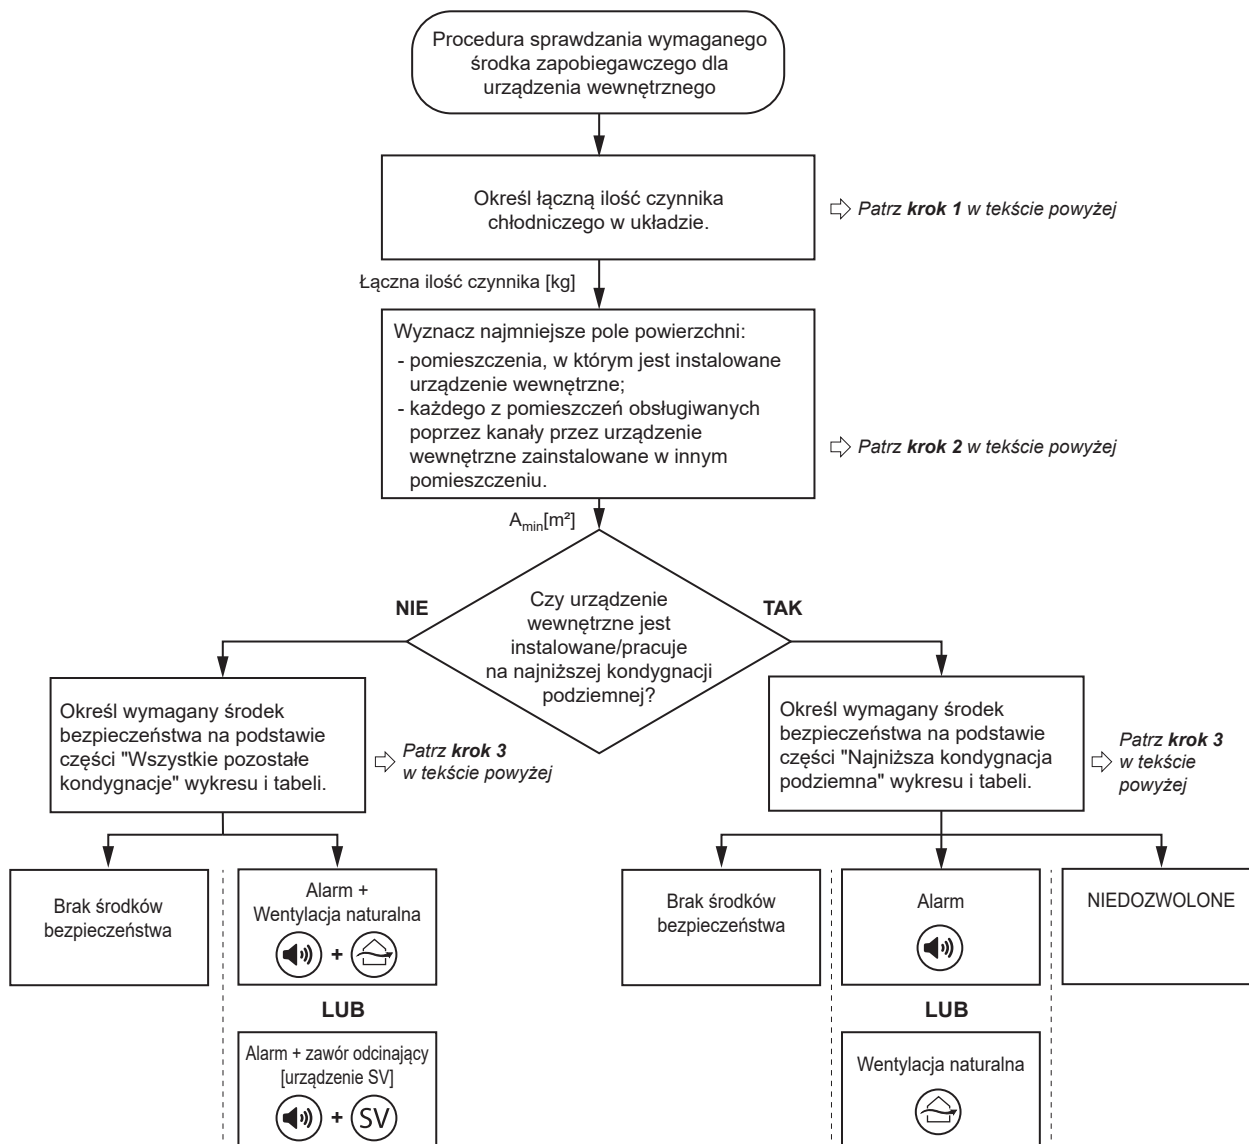 Procedura sprawdzania wymaganego
środka zapobiegawczego dla
urządzenia wewnętrznego
Określ łączną ilość czynnika
chłodniczego w układzie.
Patrz krok 1 w tekście powyżej
Łączna ilość czynnika [kg]
Wyznacz najmniejsze pole powierzchni:
- pomieszczenia, w którym jest instalowane
urządzenie wewnętrzne;
- każdego z pomieszczeń obsługiwanych
poprzez kanały przez urządzenie
wewnętrzne zainstalowane w innym
pomieszczeniu.
Patrz krok 2 w tekście powyżej
Amin[m²]
Czy urządzenie
wewnętrzne jest
instalowane/pracuje
na najniższej kondygnacji
podziemnej?
NIE
TAK
Określ wymagany środek
bezpieczeństwa na podstawie
części "Wszystkie pozostałe
kondygnacje" wykresu i tabeli.
Patrz krok 3
w tekście powyżej
Określ wymagany środek
bezpieczeństwa na podstawie
części "Najniższa kondygnacja
podziemna" wykresu i tabeli.
Patrz krok 3
w tekście
powyżej
Brak środków
bezpieczeństwa
Alarm +
Wentylacja naturalna
+
LUB
Alarm + zawór odcinający
[urządzenie SV]
+ SV
Brak środków
bezpieczeństwa
Alarm
LUB
Wentylacja naturalna
NIEDOZWOLONE